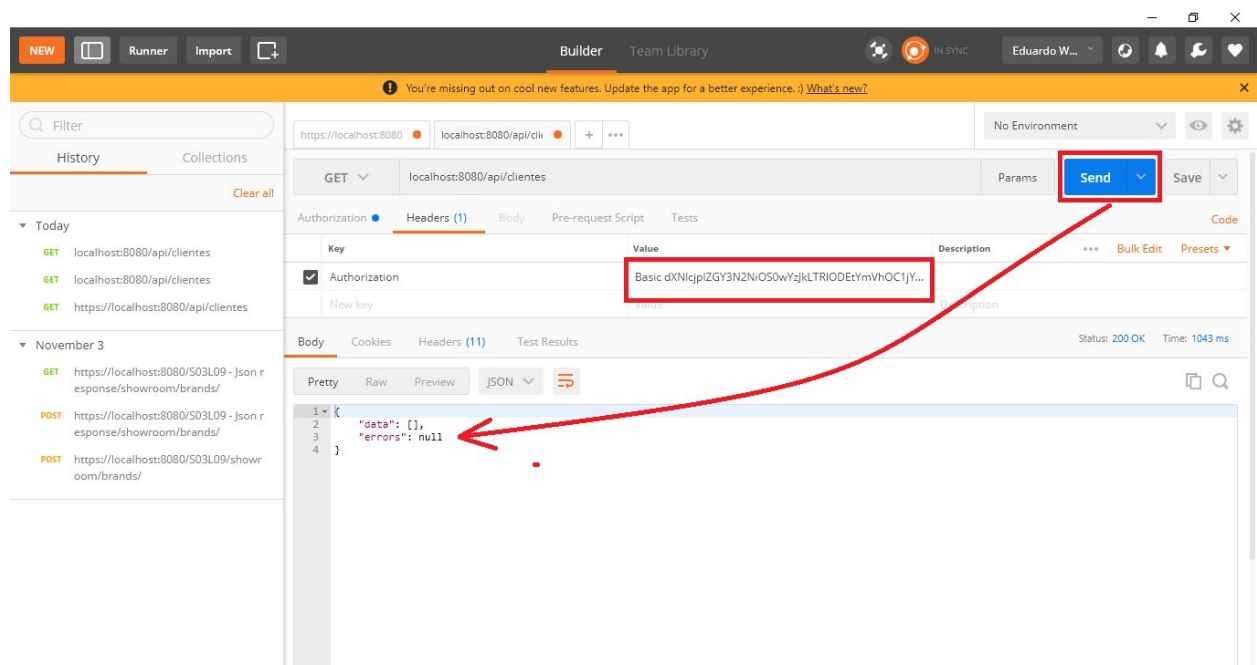 NEW Runner Import Builder Team Library IN SYNC Eduardo W...
You're missing out on cool new features. Update the app for a better experience. :) What's new?
Filter
History Collections
Clear all
Today
GET localhost:8080/api/clientes
GET localhost:8080/api/clientes
GET https://localhost:8080/api/clientes
November 3
GET https://localhost:8080/S03L09 - Json r
esponse/showroom/brands/
POST https://localhost:8080/S03L09 - Json r
esponse/showroom/brands/
POST https://localhost:8080/S03L09/showr
oom/brands/
https://localhost:8080 localhost:8080/api/clie + ••• No Environment
GET localhost:8080/api/clientes Params Send Save
Authorization Headers (1) Body Pre-request Script Tests Code
Key Value Description ••• Bulk Edit Presets
Authorization
New key Value Description
Body Cookies Headers (11) Test Results Status: 200 OK Time: 1043 ms
Pretty Raw Preview JSON
1 {
2 "data": [],
3 "errors": null
4 }